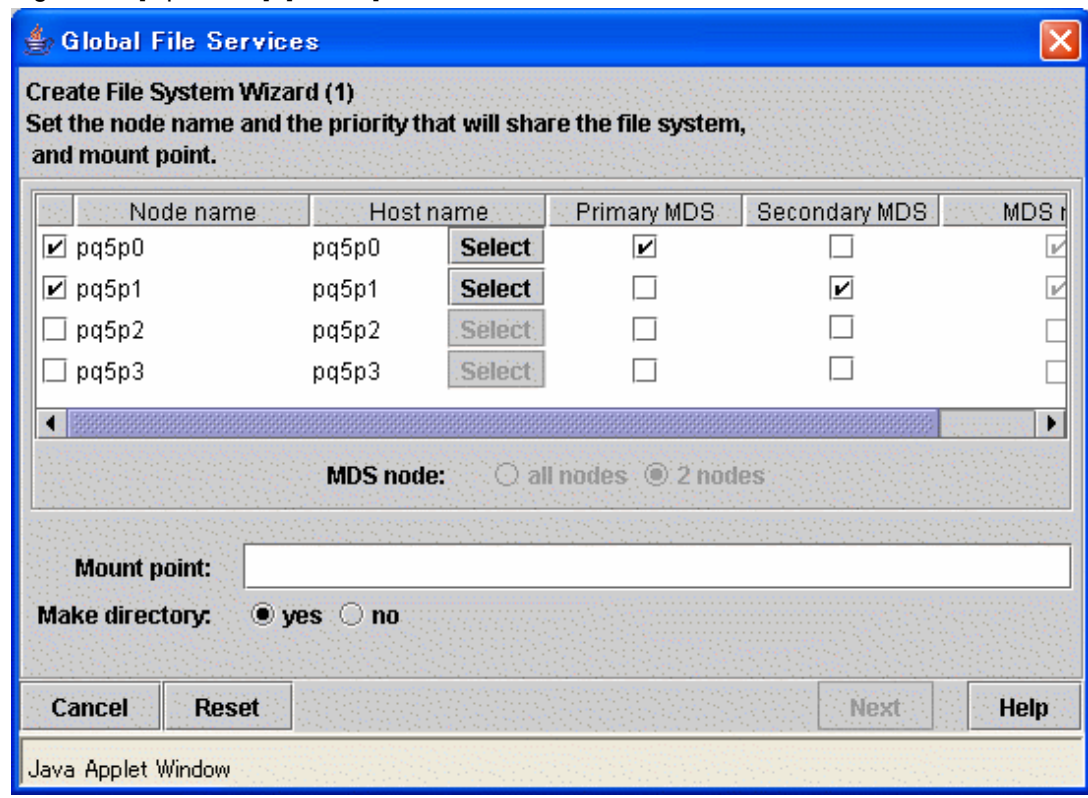 Global File Services
Create File System Wizard (1)
Set the node name and the priority that will share the file system,
and mount point.
Node name Host name Primary MDS Secondary MDS MDS
pq5p0 pq5p0 Select
pq5p1 pq5p1 Select
pq5p2 pq5p2 Select
pq5p3 pq5p3 Select
MDS node: all nodes 2 nodes
Mount point:
Make directory: yes no
Cancel Reset Next Help
Java Applet Window